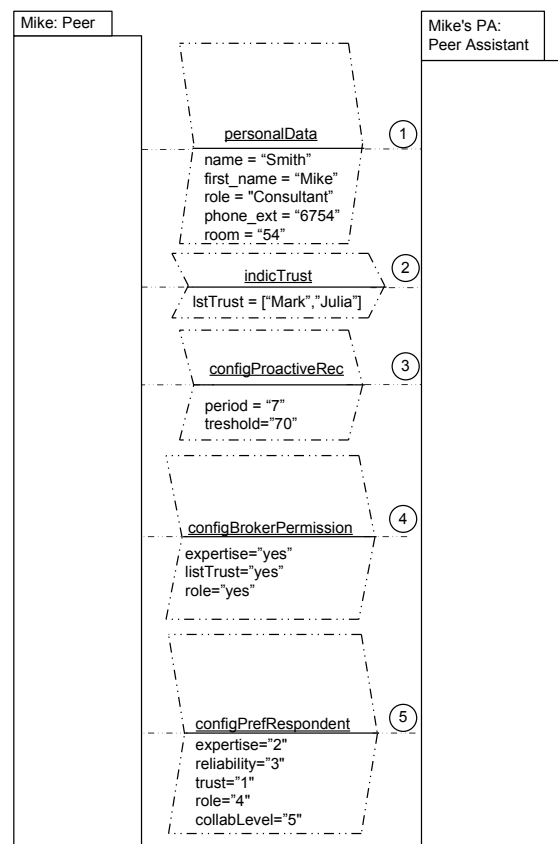 Mike: Peer
Mike's PA:
Peer Assistant
personalData
1
name = “Smith”
first_name = “Mike”
role = "Consultant”
phone_ext = “6754”
room = “54”
indicTrust
2
lstTrust = [“Mark”,”Julia”]
configProactiveRec
3
period = “7”
treshold=”70”
configBrokerPermission
4
expertise=”yes”
listTrust=”yes”
role=”yes”
configPrefRespondent
5
expertise=”2"
reliability=”3"
trust=”1"
role=”4"
collabLevel=”5"